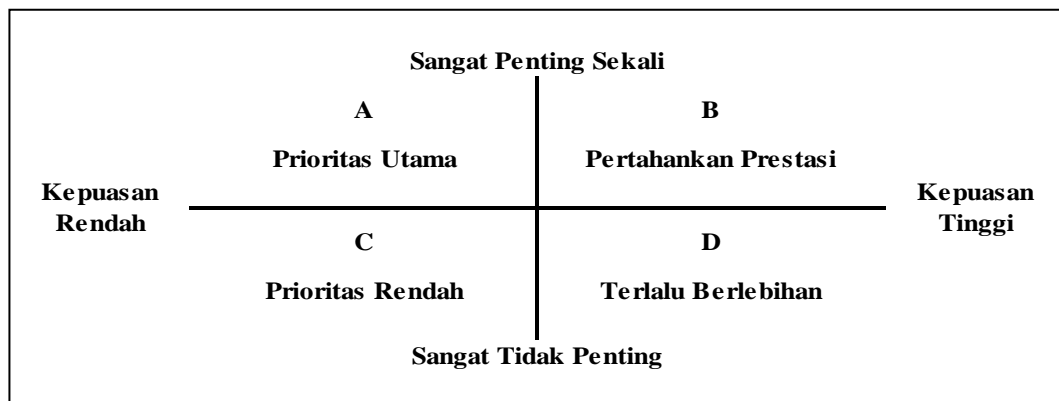 Sangat Penting Sekali
A
B
Prioritas Utama
Pertahankan Prestasi
Kepuasan
Rendah
Kepuasan
Tinggi
C
D
Prioritas Rendah
Terlalu Berlebihan
Sangat Tidak Penting